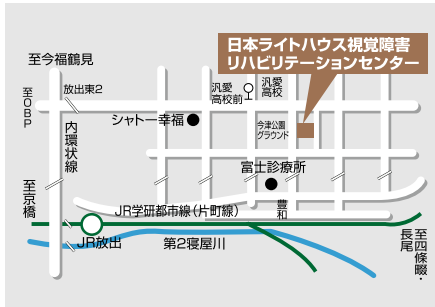 日本ライトハウス視覚障害
リハビリテーションセンター
至今福鶴見
至OBP
放出東2
汎愛
高校前
汎愛
高校
シャトー幸福
今津公園
グラウンド
内環状線
富士診療所
至京橋
JR学研都市線(片町線)
豊和
JR放出
第2寝屋川
至四條畷・
長尾